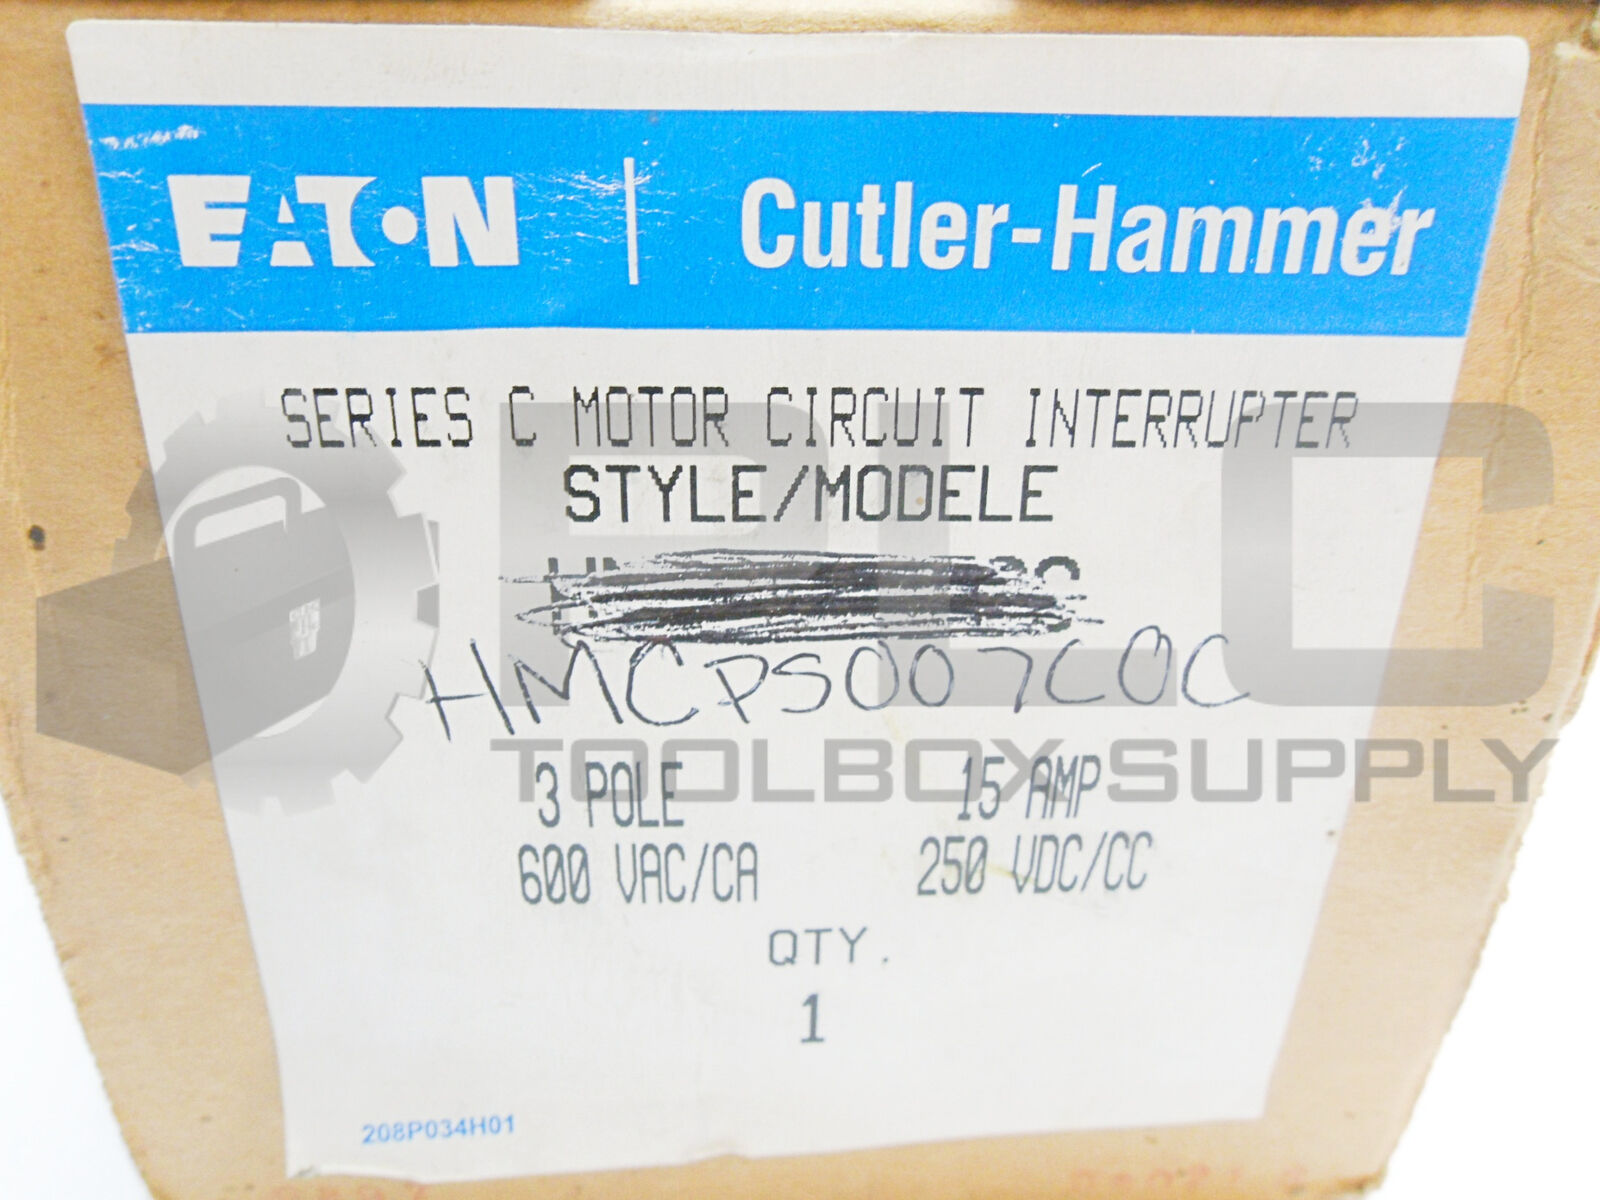 EATON | Cutler-Hammer
SERIES C MOTOR CIRCUIT INTERRUPTER
STYLE/MODELE
HMCPS007C0C
3 POLE 15 AMP
600 VAC/CA 250 VDC/CC
QTY.
1
208P034H01
PLC
TOOLBOX SUPPLY